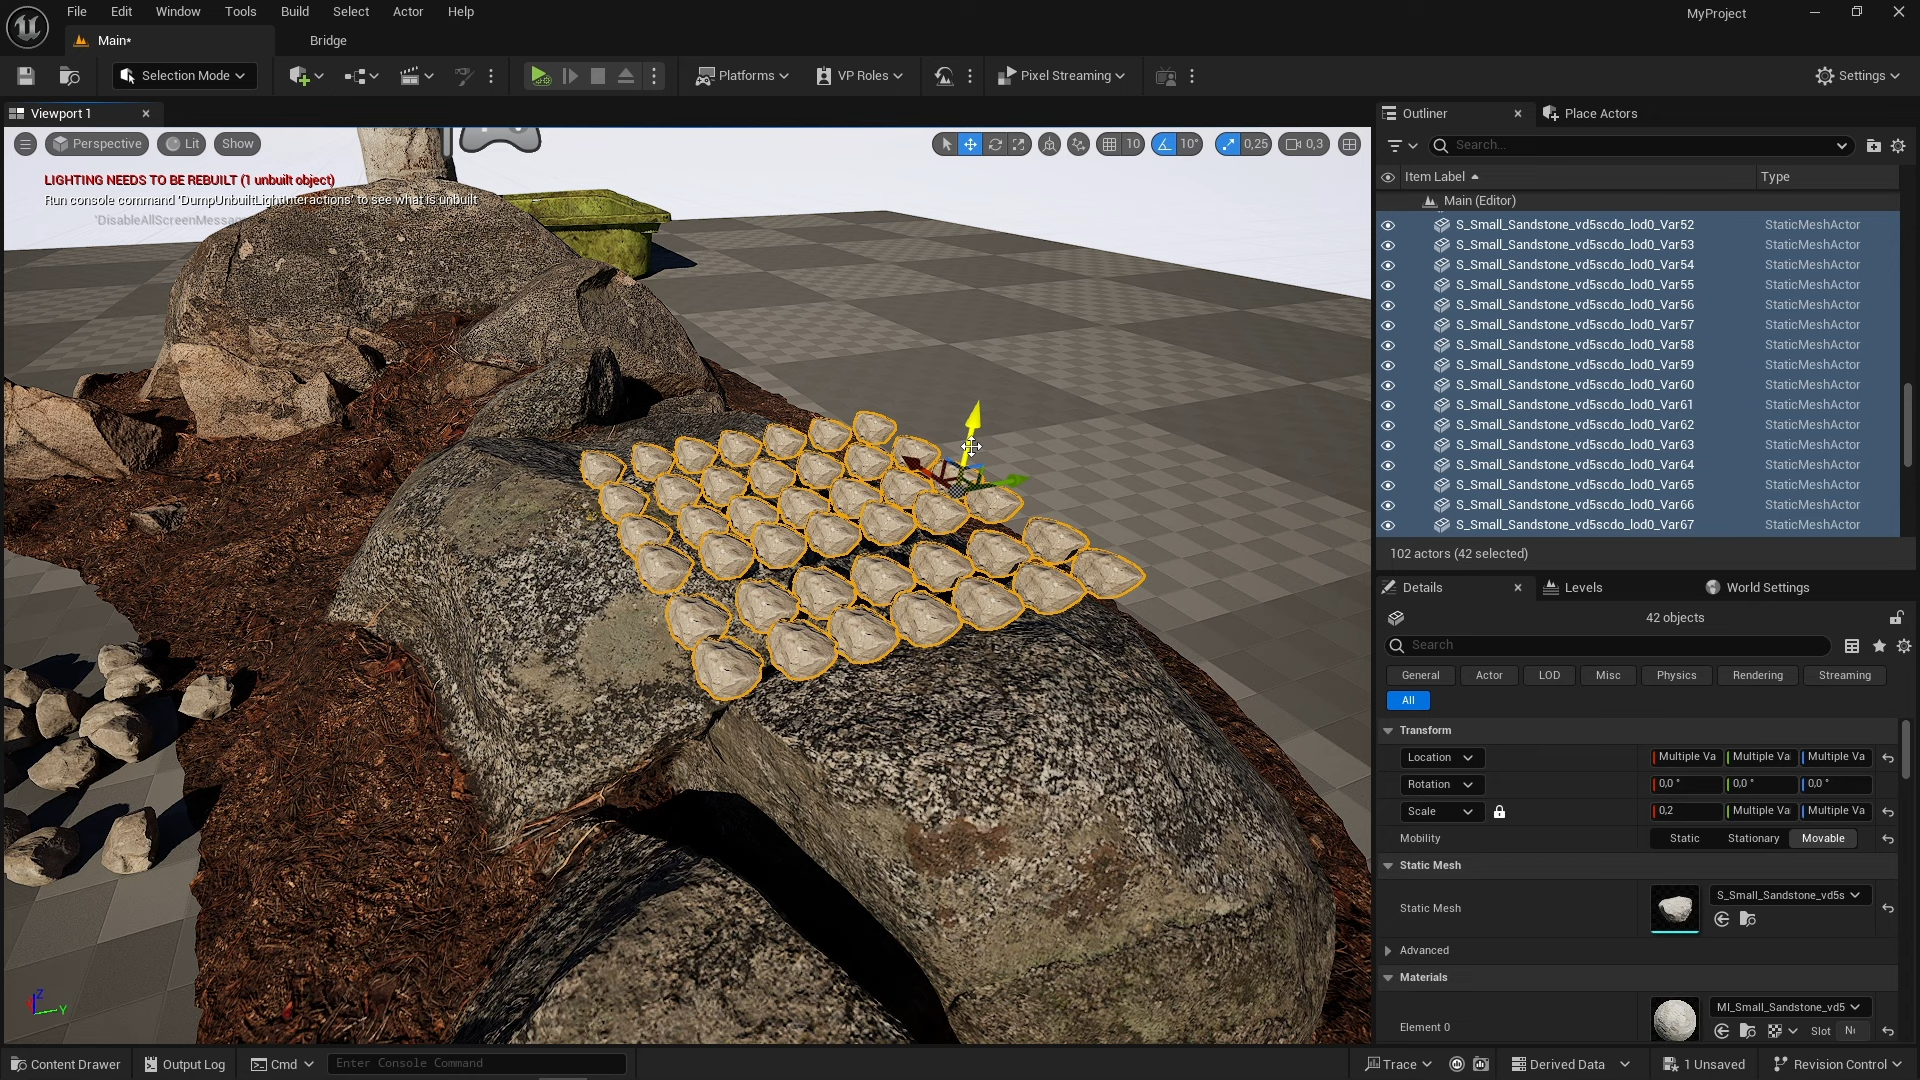 File Edit Window Tools Build Select Actor Help
MyProject
Main*
Bridge
Selection Mode
Platforms
VP Roles
Pixel Streaming
Settings
Viewport 1
Perspective
Lit
Show
10
10°
0,25
0,3
LIGHTING NEEDS TO BE REBUILT (1 unbuilt object)
Run console command 'DumpUnbuiltLightInteractions' to see what is unbuilt
'DisableAllScreenMessa
Z
Y
Outliner
Place Actors
Search...
Item Label
Type
Main (Editor)
S_Small_Sandstone_vd5scdo_lod0_Var52 StaticMeshActor
S_Small_Sandstone_vd5scdo_lod0_Var53 StaticMeshActor
S_Small_Sandstone_vd5scdo_lod0_Var54 StaticMeshActor
S_Small_Sandstone_vd5scdo_lod0_Var55 StaticMeshActor
S_Small_Sandstone_vd5scdo_lod0_Var56 StaticMeshActor
S_Small_Sandstone_vd5scdo_lod0_Var57 StaticMeshActor
S_Small_Sandstone_vd5scdo_lod0_Var58 StaticMeshActor
S_Small_Sandstone_vd5scdo_lod0_Var59 StaticMeshActor
S_Small_Sandstone_vd5scdo_lod0_Var60 StaticMeshActor
S_Small_Sandstone_vd5scdo_lod0_Var61 StaticMeshActor
S_Small_Sandstone_vd5scdo_lod0_Var62 StaticMeshActor
S_Small_Sandstone_vd5scdo_lod0_Var63 StaticMeshActor
S_Small_Sandstone_vd5scdo_lod0_Var64 StaticMeshActor
S_Small_Sandstone_vd5scdo_lod0_Var65 StaticMeshActor
S_Small_Sandstone_vd5scdo_lod0_Var66 StaticMeshActor
S_Small_Sandstone_vd5scdo_lod0_Var67 StaticMeshActor
102 actors (42 selected)
Details
Levels
World Settings
42 objects
Search
General Actor LOD Misc Physics Rendering Streaming
All
Transform
Location Multiple Va Multiple Va Multiple Va
Rotation 0,0 ° 0,0 ° 0,0 °
Scale 0,2 Multiple Va Multiple Va
Mobility Static Stationary Movable
Static Mesh
Static Mesh S_Small_Sandstone_vd5s
Advanced
Materials
MI_Small_Sandstone_vd5
Element 0 Slot
Content Drawer
Output Log
Cmd
Enter Console Command
Trace
Derived Data
1 Unsaved
Revision Control